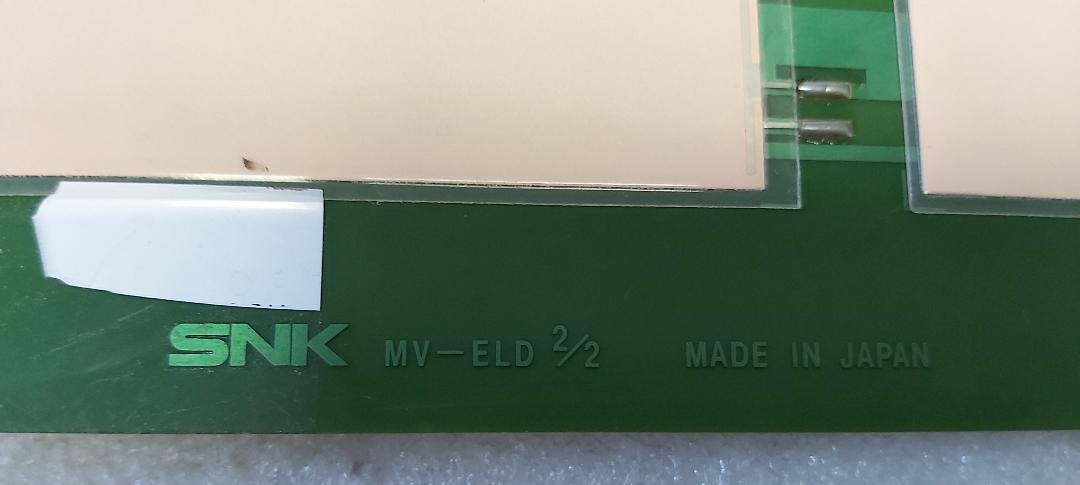 SNK MV-ELD 2/2 MADE IN JAPAN